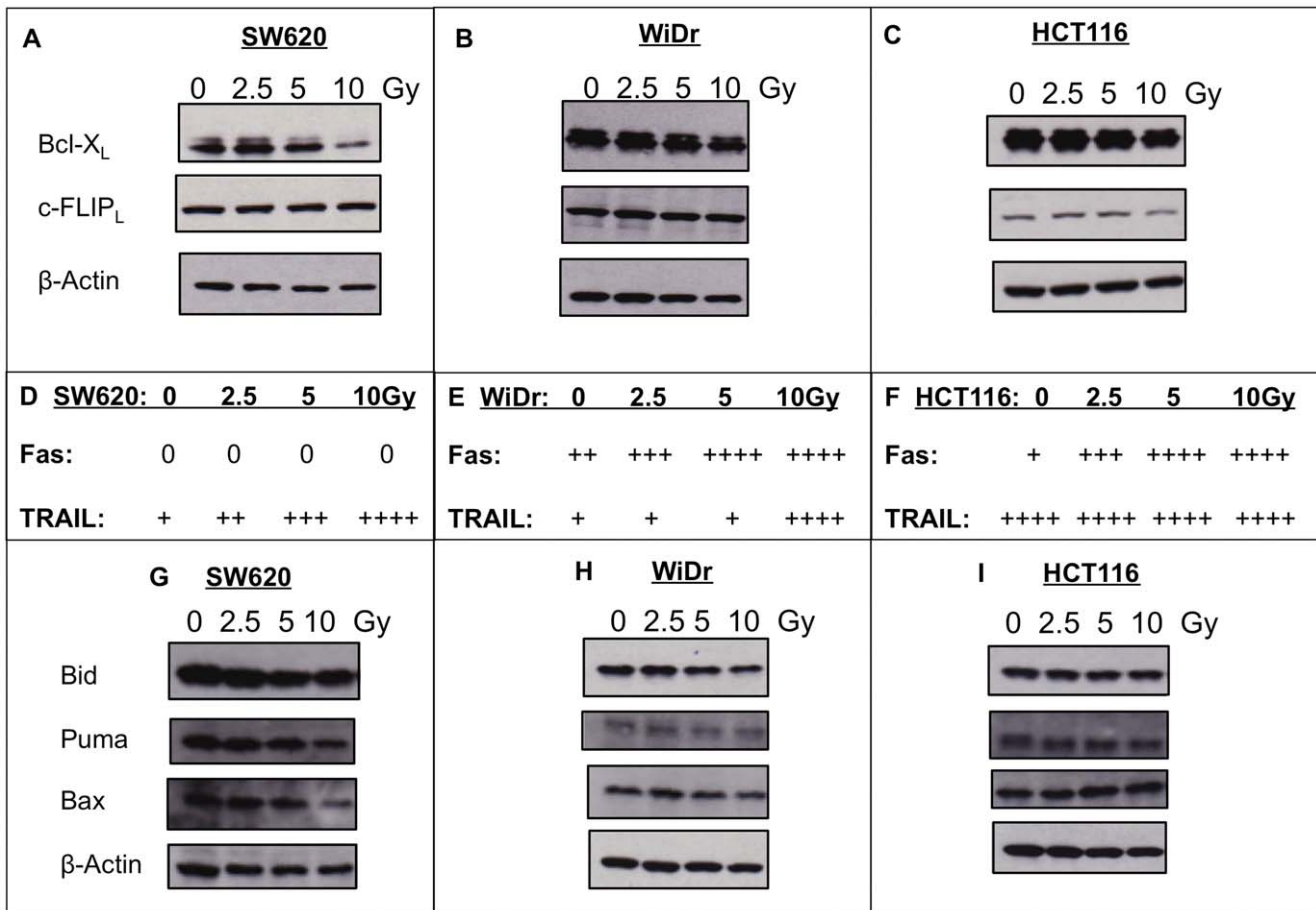 A SW620
0 2.5 5 10 Gy
Bcl-XL
c-FLIPL
β-Actin
B WiDr
0 2.5 5 10 Gy
C HCT116
0 2.5 5 10 Gy
D SW620: 0 2.5 5 10Gy
Fas: 0 0 0 0
TRAIL: + ++ +++ ++++
E WiDr: 0 2.5 5 10Gy
Fas: ++ +++ ++++ ++++
TRAIL: + + + ++++
F HCT116: 0 2.5 5 10Gy
Fas: + +++ ++++ ++++
TRAIL: ++++ ++++ ++++ ++++
G SW620
0 2.5 5 10 Gy
Bid
Puma
Bax
β-Actin
H WiDr
0 2.5 5 10 Gy
I HCT116
0 2.5 5 10 Gy